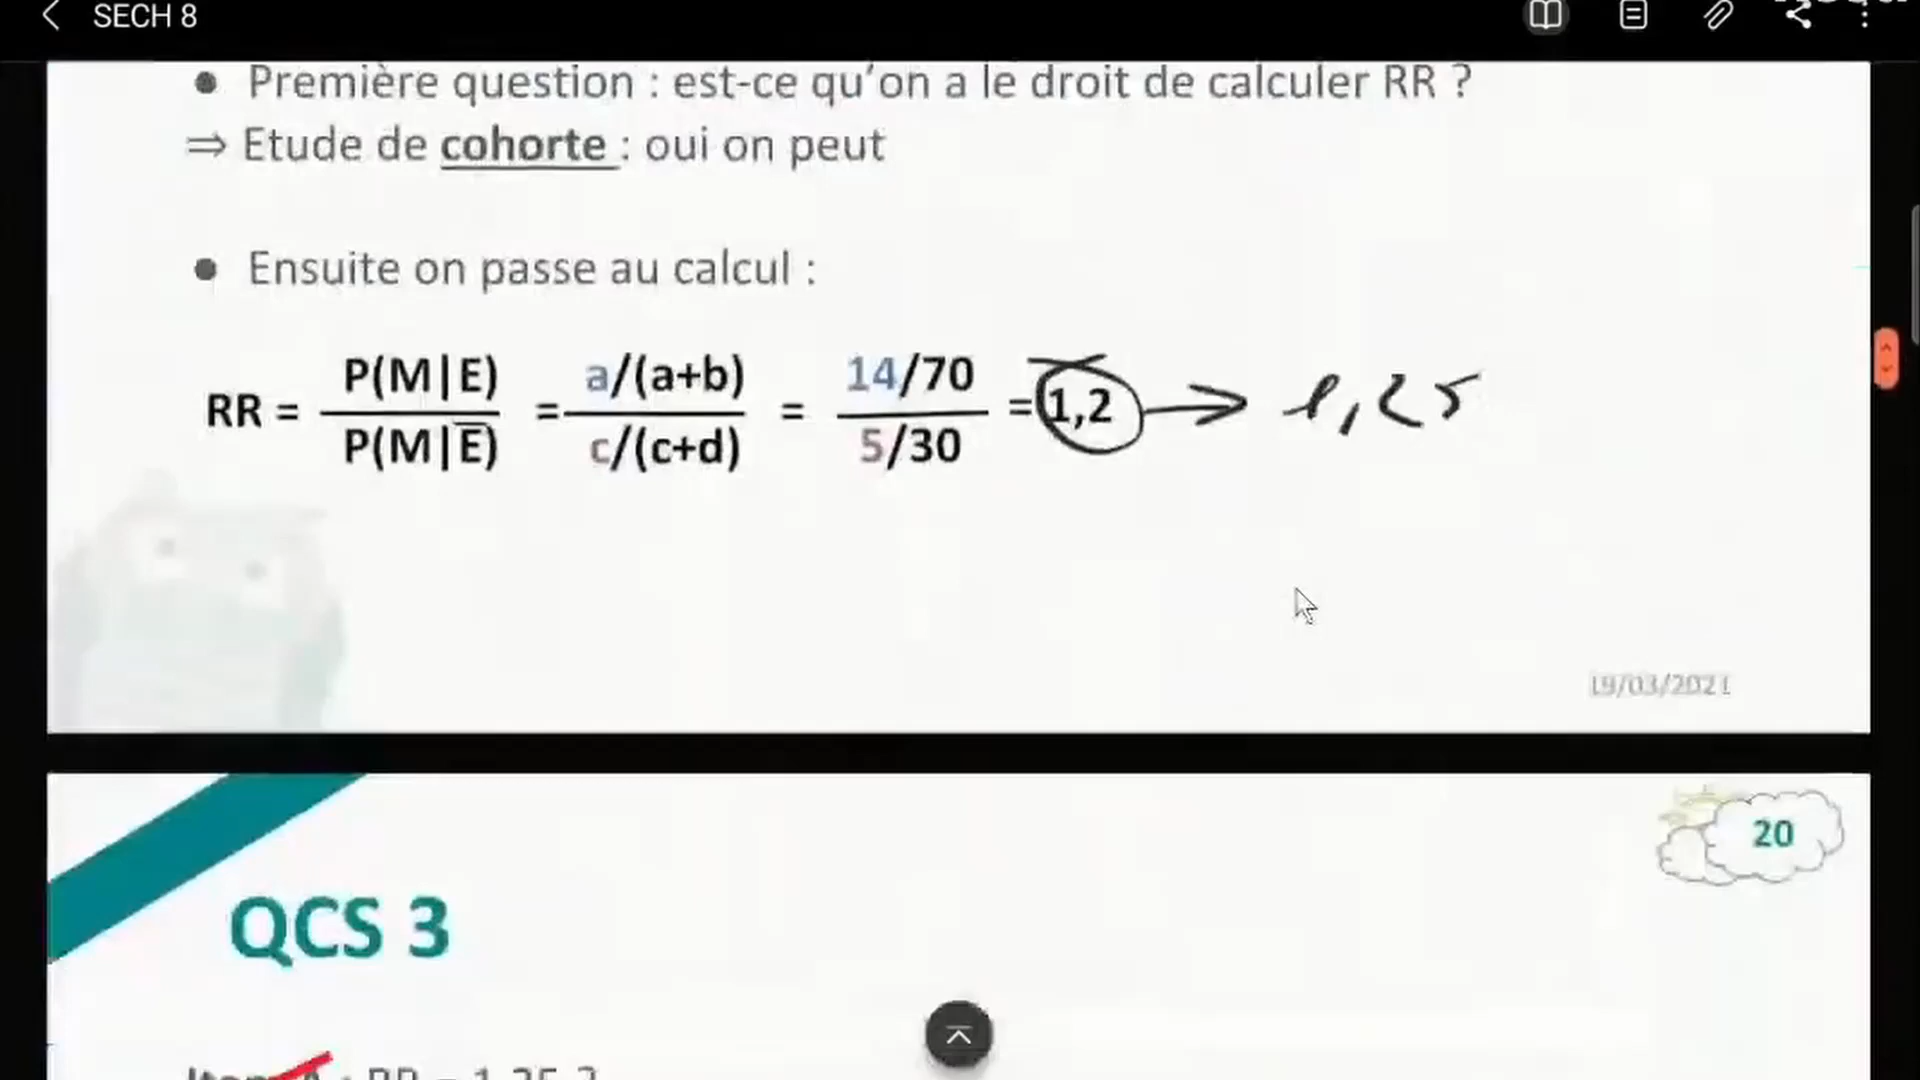 SECH 8
● Première question : est-ce qu'on a le droit de calculer RR ?
⇒ Etude de cohorte : oui on peut
● Ensuite on passe au calcul :
RR = P(M|E) / P(M|E̅) = a/(a+b) / c/(c+d) = 14/70 / 5/30 = 1,2 → 1,25
19/03/2021
20
QCS 3